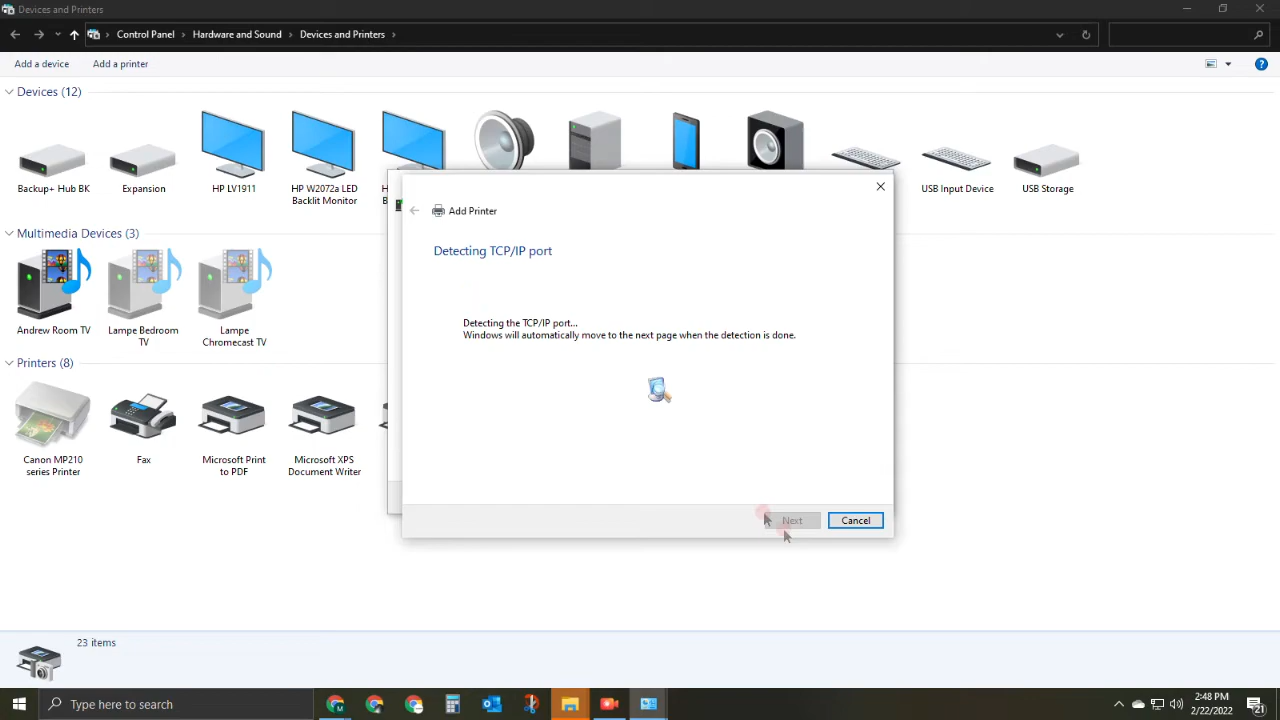 Devices and Printers
Control Panel > Hardware and Sound > Devices and Printers >
Add a device Add a printer
Devices (12)
Backup+ Hub BK
Expansion
HP LV1911
HP W2072a LED
Backlit Monitor
USB Input Device
USB Storage
Add Printer
Detecting TCP/IP port
Detecting the TCP/IP port...
Windows will automatically move to the next page when the detection is done.
Next Cancel
Multimedia Devices (3)
Andrew Room TV
Lampe Bedroom
TV
Lampe
Chromecast TV
Printers (8)
Canon MP210
series Printer
Fax
Microsoft Print
to PDF
Microsoft XPS
Document Writer
23 items
Type here to search
2:48 PM
2/22/2022
21